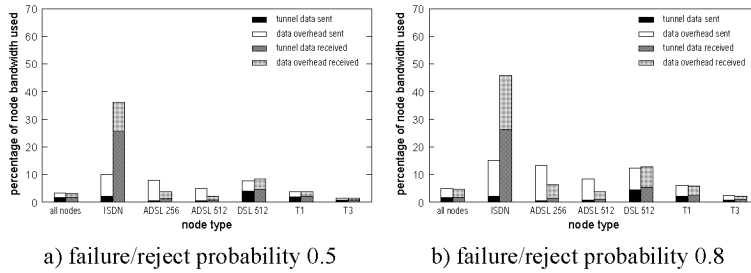 percentage of node bandwidth used
70
60
50
40
30
20
10
0
tunnel data sent
data overhead sent
tunnel data received
data overhead received
all nodes ISDN ADSL 256 ADSL 512 DSL 512 T1 T3
node type
a) failure/reject probability 0.5
percentage of node bandwidth used
70
60
50
40
30
20
10
0
tunnel data sent
data overhead sent
tunnel data received
data overhead received
all nodes ISDN ADSL 256 ADSL 512 DSL 512 T1 T3
node type
b) failure/reject probability 0.8